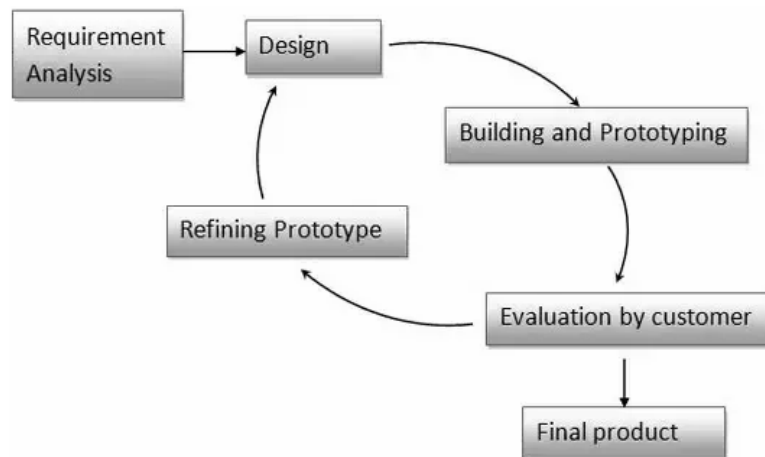 Requirement
Analysis
Design
Building and Prototyping
Refining Prototype
Evaluation by customer
Final product